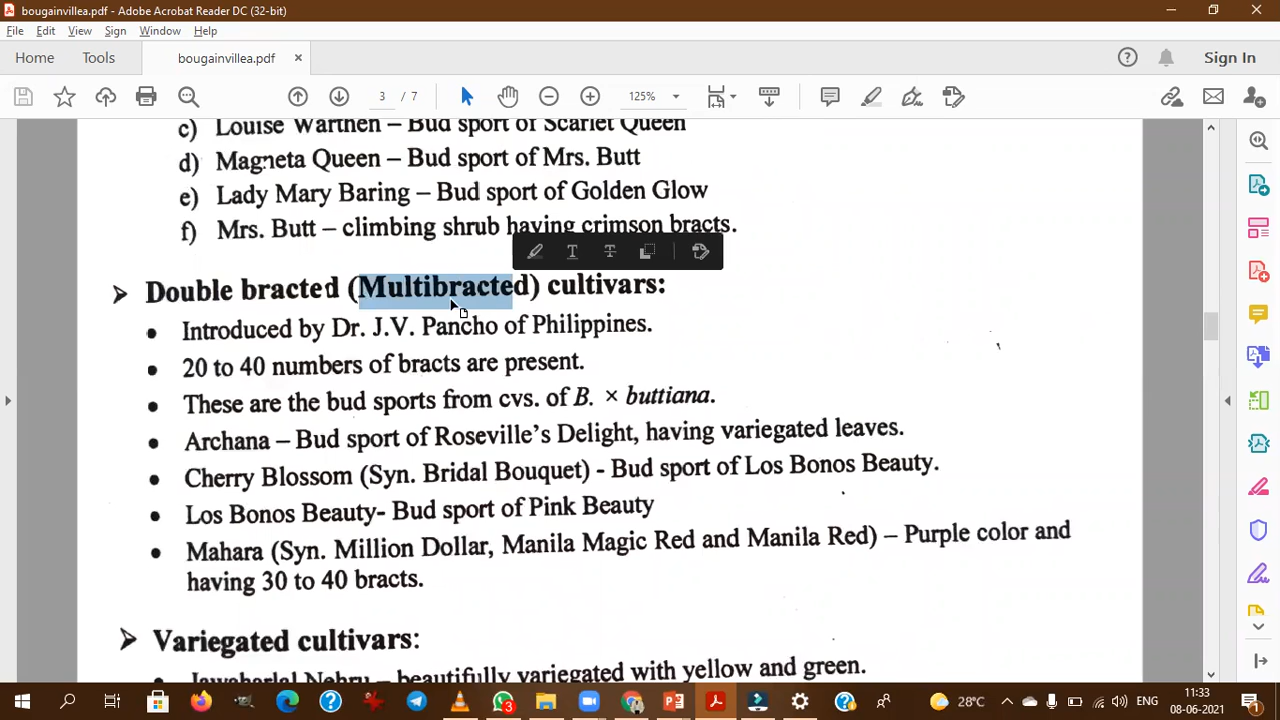 bougainvillea.pdf - Adobe Acrobat Reader DC (32-bit)
File Edit View Sign Window Help
Home Tools bougainvillea.pdf × Sign In
3 / 7 125%
c) Louise Warthen – Bud sport of Scarlet Queen
d) Magneta Queen – Bud sport of Mrs. Butt
e) Lady Mary Baring – Bud sport of Golden Glow
f) Mrs. Butt – climbing shrub having crimson bracts.
➢ Double bracted (Multibracted) cultivars:
• Introduced by Dr. J.V. Pancho of Philippines.
• 20 to 40 numbers of bracts are present.
• These are the bud sports from cvs. of B. × buttiana.
• Archana – Bud sport of Roseville's Delight, having variegated leaves.
• Cherry Blossom (Syn. Bridal Bouquet) - Bud sport of Los Bonos Beauty.
• Los Bonos Beauty- Bud sport of Pink Beauty
• Mahara (Syn. Million Dollar, Manila Magic Red and Manila Red) – Purple color and
having 30 to 40 bracts.
➢ Variegated cultivars:
• Jawaharlal Nehru – beautifully variegated with yellow and green.
3 28°C ENG 11:33
08-06-2021 1